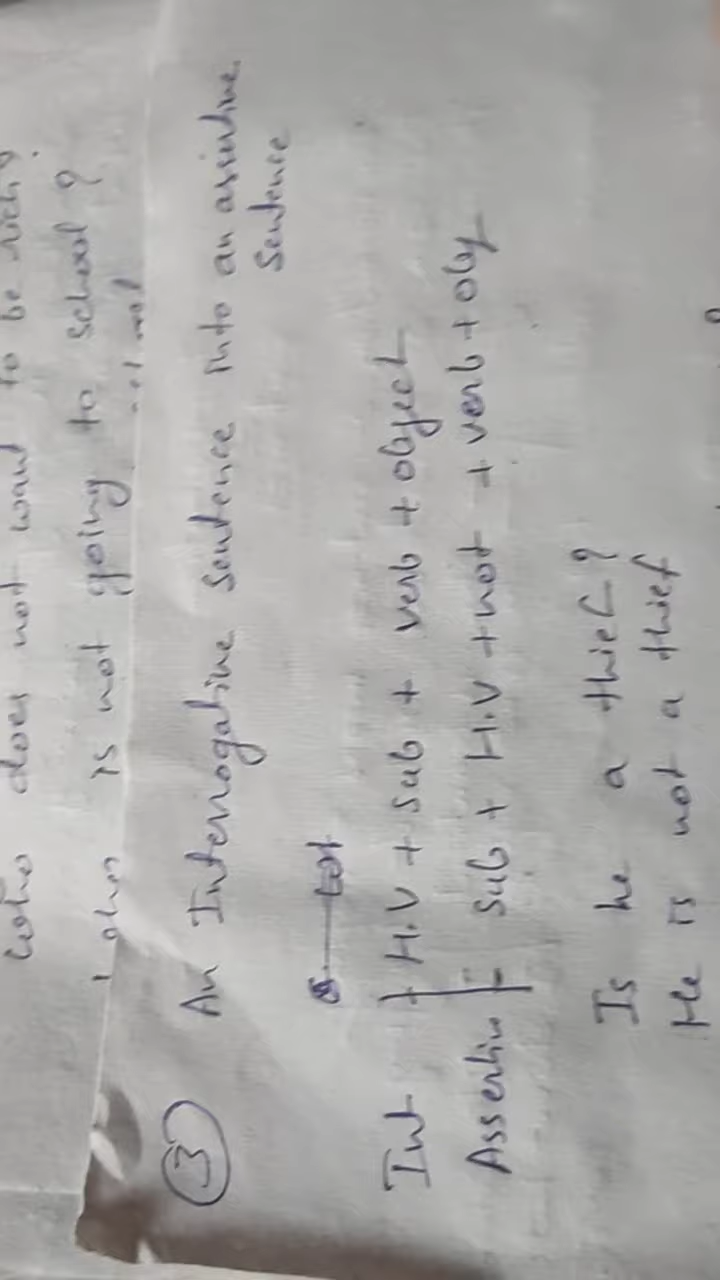 does not want to be rich?
is not going to school?
③ An Interrogative sentence into an assertive
sentence
Int H.V + sub + verb + object
Assertive sub + H.V + not + verb + obj
Is he a thief?
He is not a thief